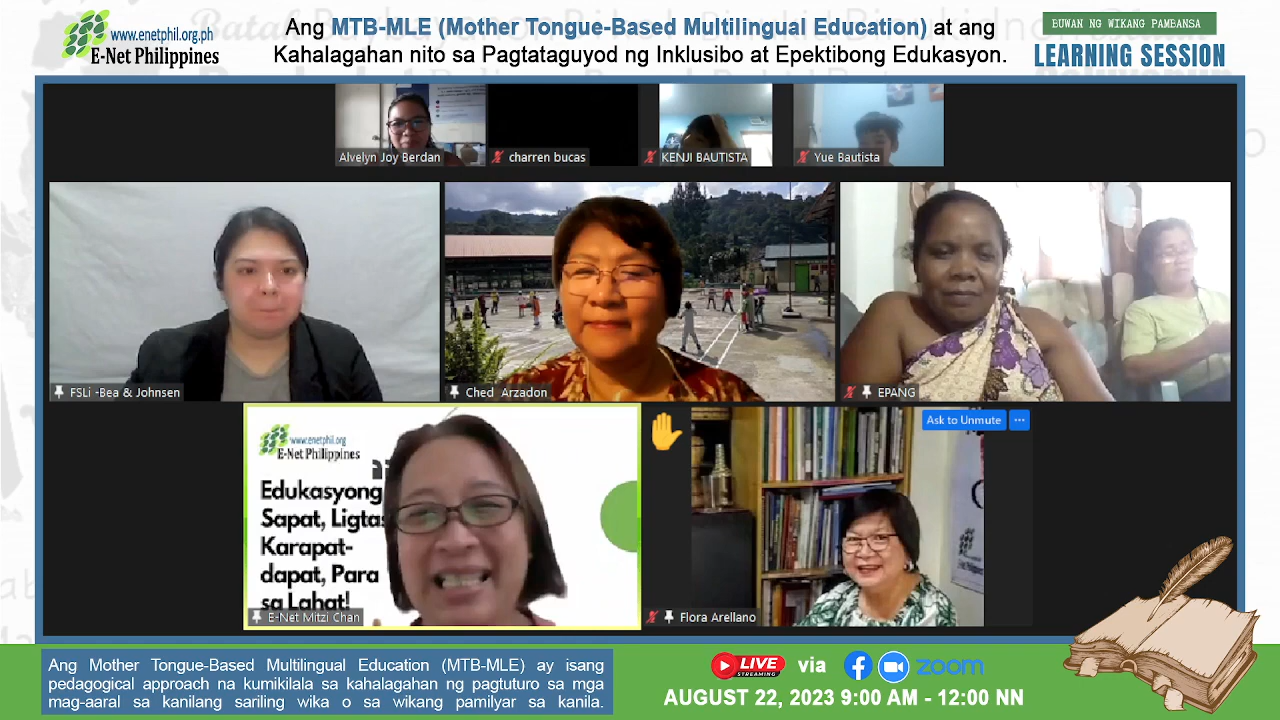 www.enetphil.org.ph
E-Net Philippines
Ang MTB-MLE (Mother Tongue-Based Multilingual Education) at ang
Kahalagahan nito sa Pagtataguyod ng Inklusibo at Epektibong Edukasyon.
BUWAN NG WIKANG PAMBANSA
LEARNING SESSION
Alvelyn Joy Berdan
charren bucas
KENJI BAUTISTA
Yue Bautista
FSLi -Bea & Johnsen
Ched Arzadon
EPANG
www.enetphil.org
E-Net Philippines
Edukasyong
Sapat, Ligtas
Karapat-
dapat, Para
sa Lahat!
E-Net Mitzi Chan
Ask to Unmute
Flora Arellano
Ang Mother Tongue-Based Multilingual Education (MTB-MLE) ay isang
pedagogical approach na kumikilala sa kahalagahan ng pagtuturo sa mga
mag-aaral sa kanilang sariling wika o sa wikang pamilyar sa kanila.
LIVE
STREAMING
via
zoom
AUGUST 22, 2023 9:00 AM - 12:00 NN